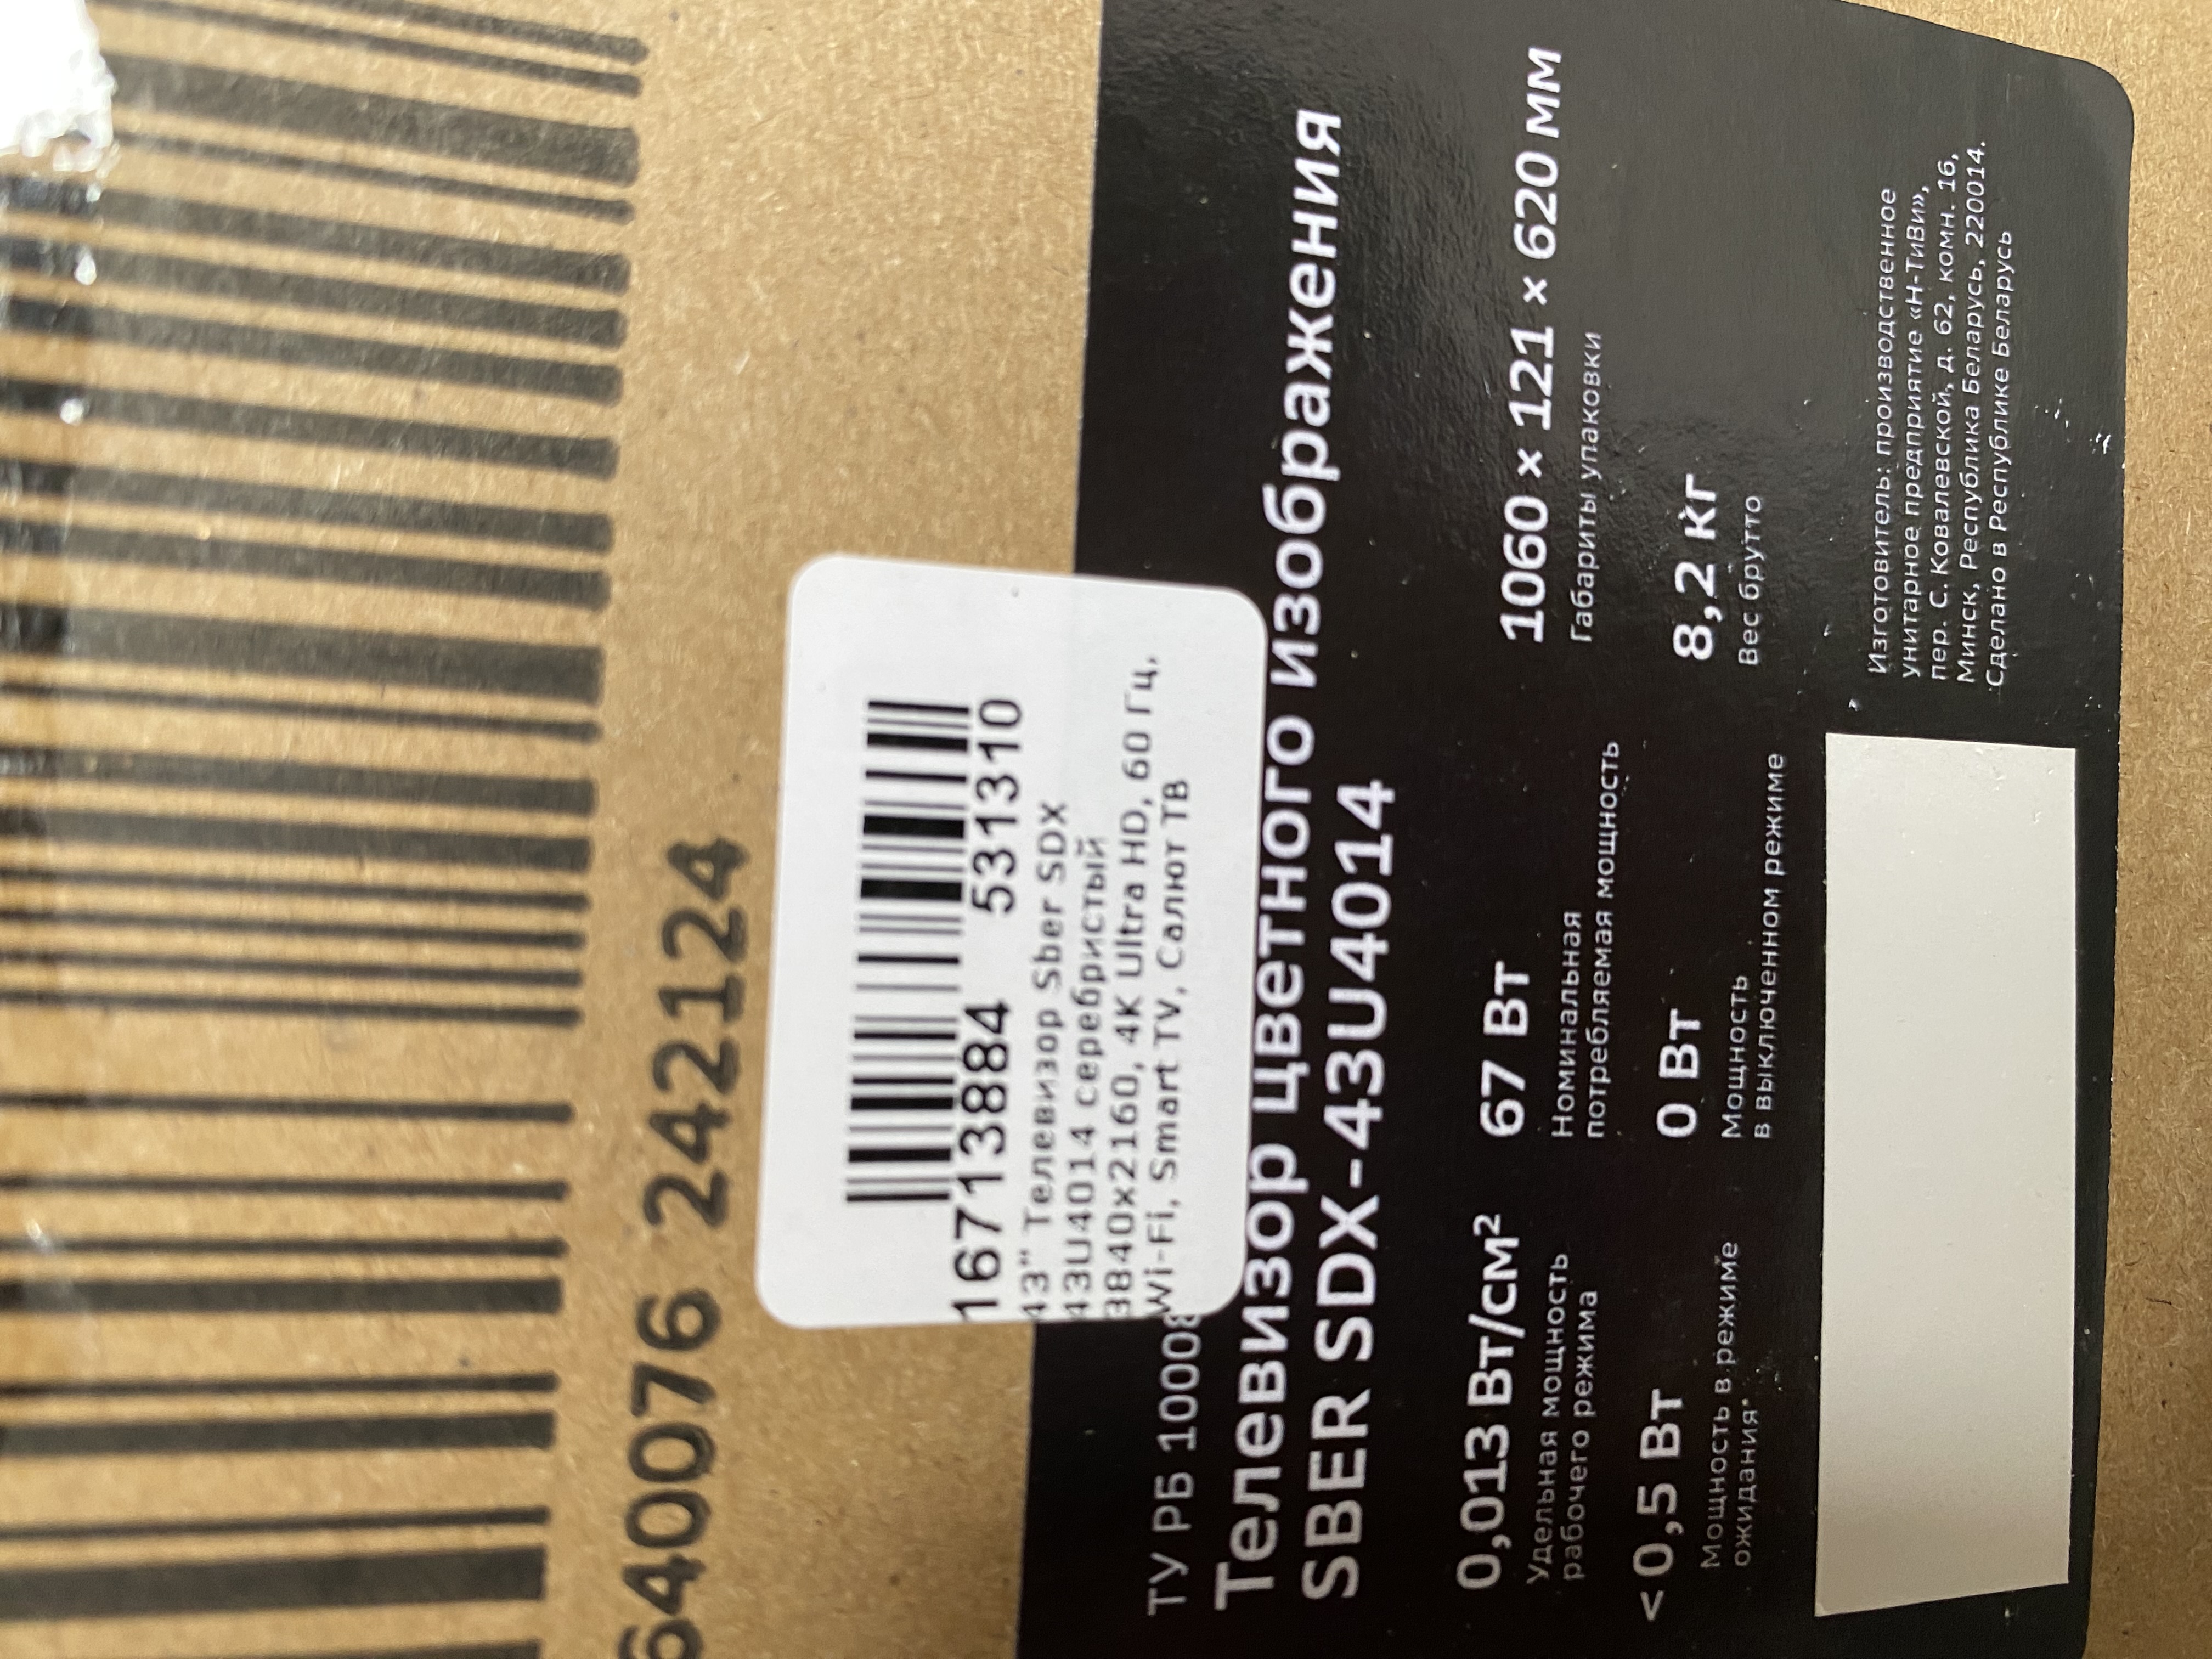 640076 242124
16713884 531310
43" Телевизор Sber SDX
43U4014 серебристый
3840x2160, 4K Ultra HD, 60 Гц,
Wi-Fi, Smart TV, Салют ТВ
ТУ РБ 10008
Телевизор цветного изображения
SBER SDX-43U4014
0,013 Вт/см²
Удельная мощность
рабочего режима
67 Вт
Номинальная
потребляемая мощность
1060 × 121 × 620 мм
Габариты упаковки
< 0,5 Вт
Мощность в режиме
ожидания*
0 Вт
Мощность
в выключенном режиме
8,2 кг
Вес брутто
Изготовитель: производственное
унитарное предприятие «Н-ТиВи»,
пер. С. Ковалевской, д. 62, комн. 16,
Минск, Республика Беларусь, 220014.
Сделано в Республике Беларусь